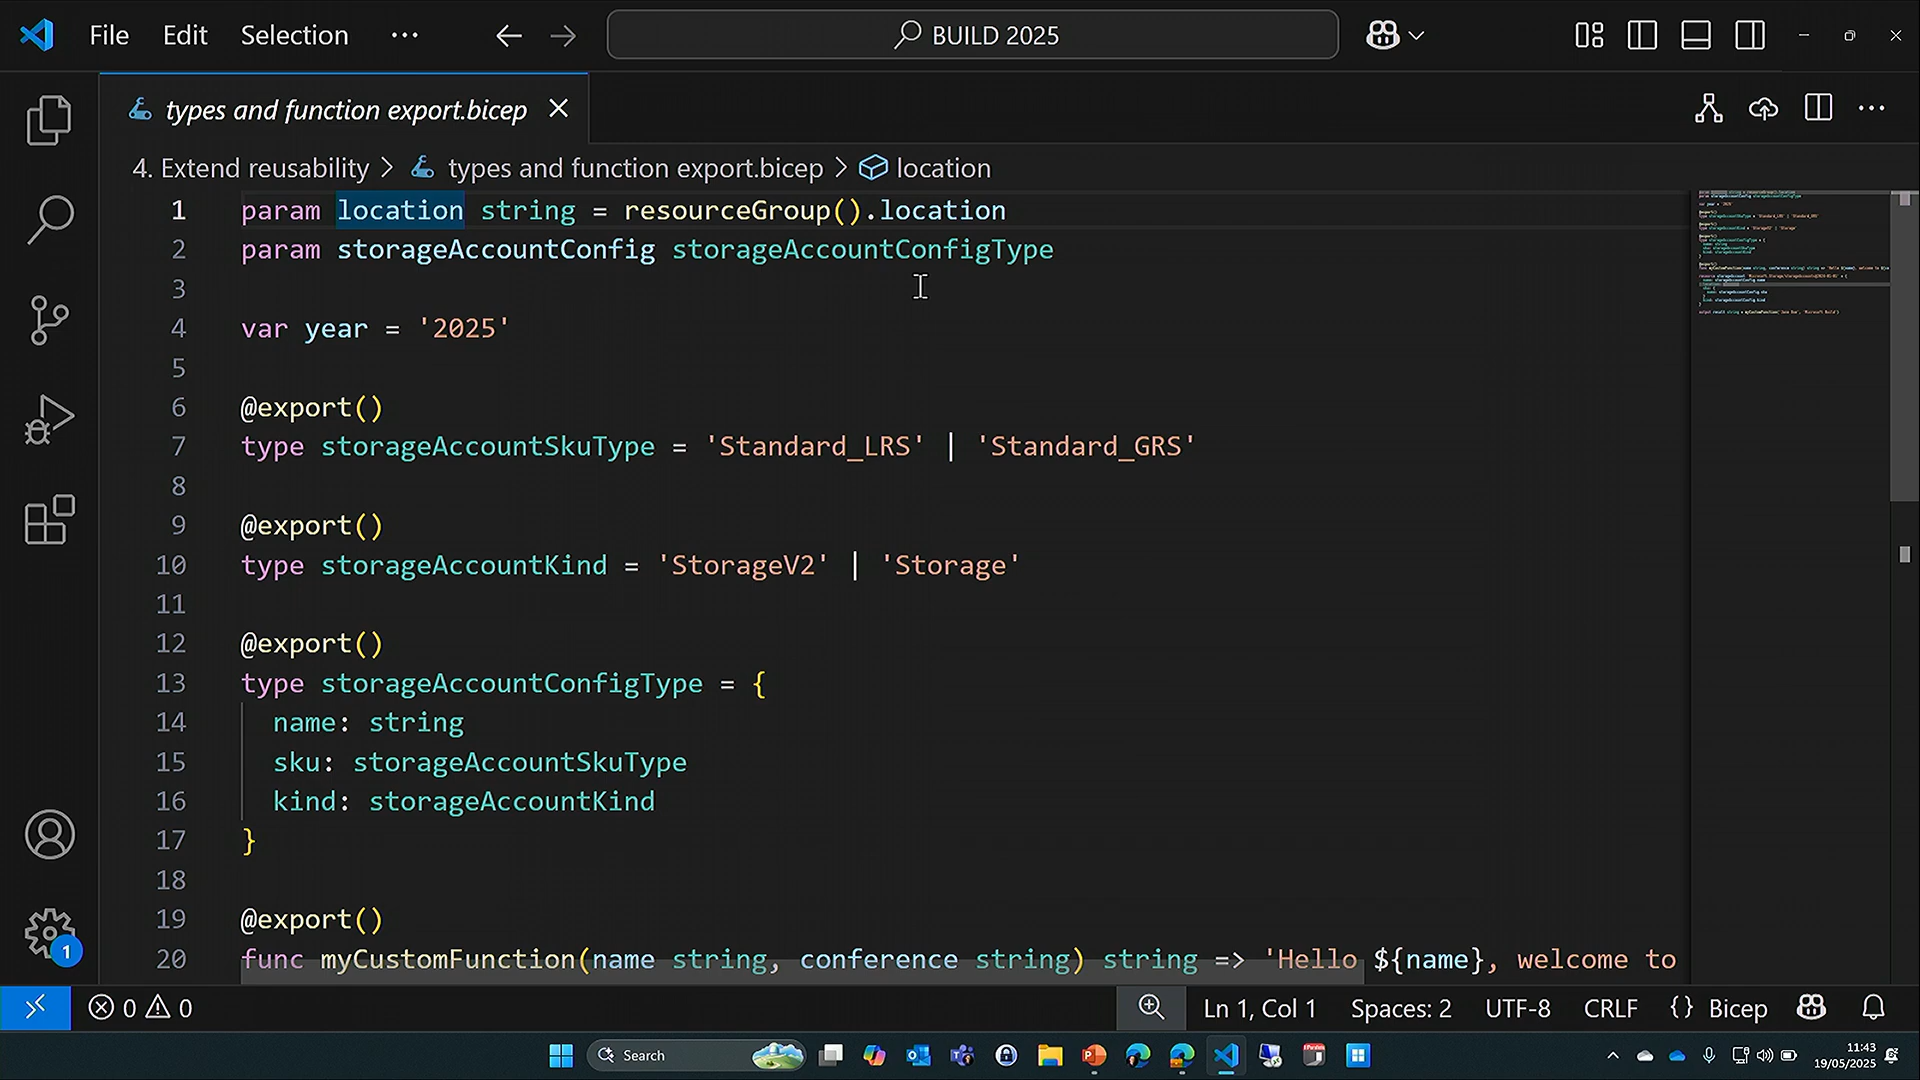 File Edit Selection ··· BUILD 2025
types and function export.bicep
4. Extend reusability > types and function export.bicep > location
1 param location string = resourceGroup().location
2 param storageAccountConfig storageAccountConfigType
3
4 var year = '2025'
5
6 @export()
7 type storageAccountSkuType = 'Standard_LRS' | 'Standard_GRS'
8
9 @export()
10 type storageAccountKind = 'StorageV2' | 'Storage'
11
12 @export()
13 type storageAccountConfigType = {
14 name: string
15 sku: storageAccountSkuType
16 kind: storageAccountKind
17 }
18
19 @export()
20 func myCustomFunction(name string, conference string) string => 'Hello ${name}, welcome to
1
0 0 Ln 1, Col 1 Spaces: 2 UTF-8 CRLF {} Bicep
Search
11:43
19/05/2025